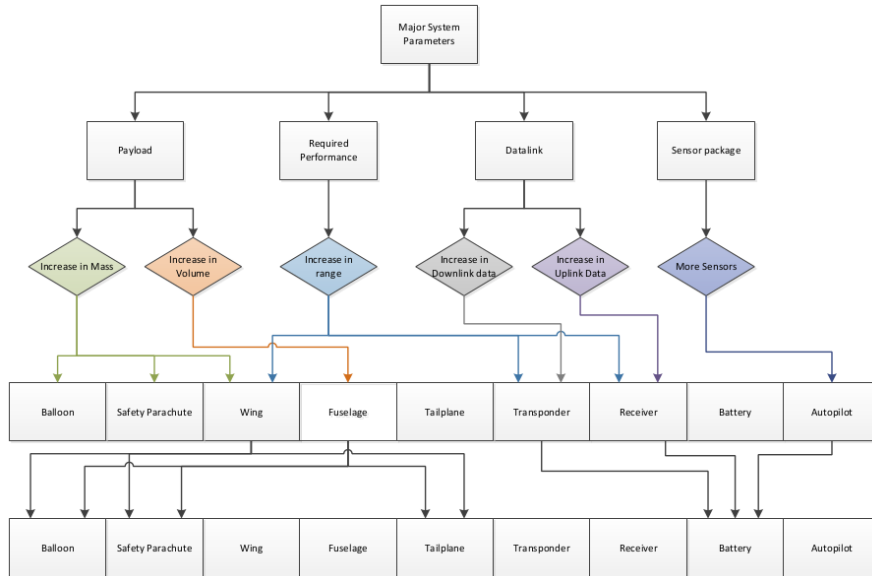 Major System
Parameters
Payload
Required
Performance
Datalink
Sensor package
Increase in Mass
Increase in
Volume
Increase in
range
Increase in
Downlink data
Increase in
Uplink Data
More Sensors
Balloon
Safety Parachute
Wing
Fuselage
Tailplane
Transponder
Receiver
Battery
Autopilot
Balloon
Safety Parachute
Wing
Fuselage
Tailplane
Transponder
Receiver
Battery
Autopilot